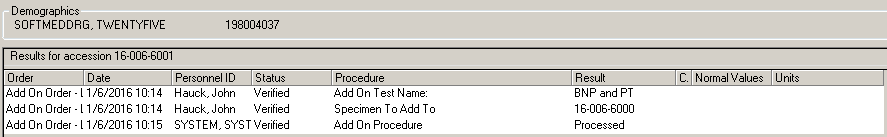 Demographics
SOFTMEDDRG, TWENTYFIVE 198004037
Results for accession 16-006-6001
Order Date Personnel ID Status Procedure Result C. Normal Values Units
Add On Order - 1/6/2016 10:14 Hauck, John Verified Add On Test Name: BNP and PT
Add On Order - 1/6/2016 10:14 Hauck, John Verified Specimen To Add To 16-006-6000
Add On Order - 1/6/2016 10:15 SYSTEM, SYST Verified Add On Procedure Processed